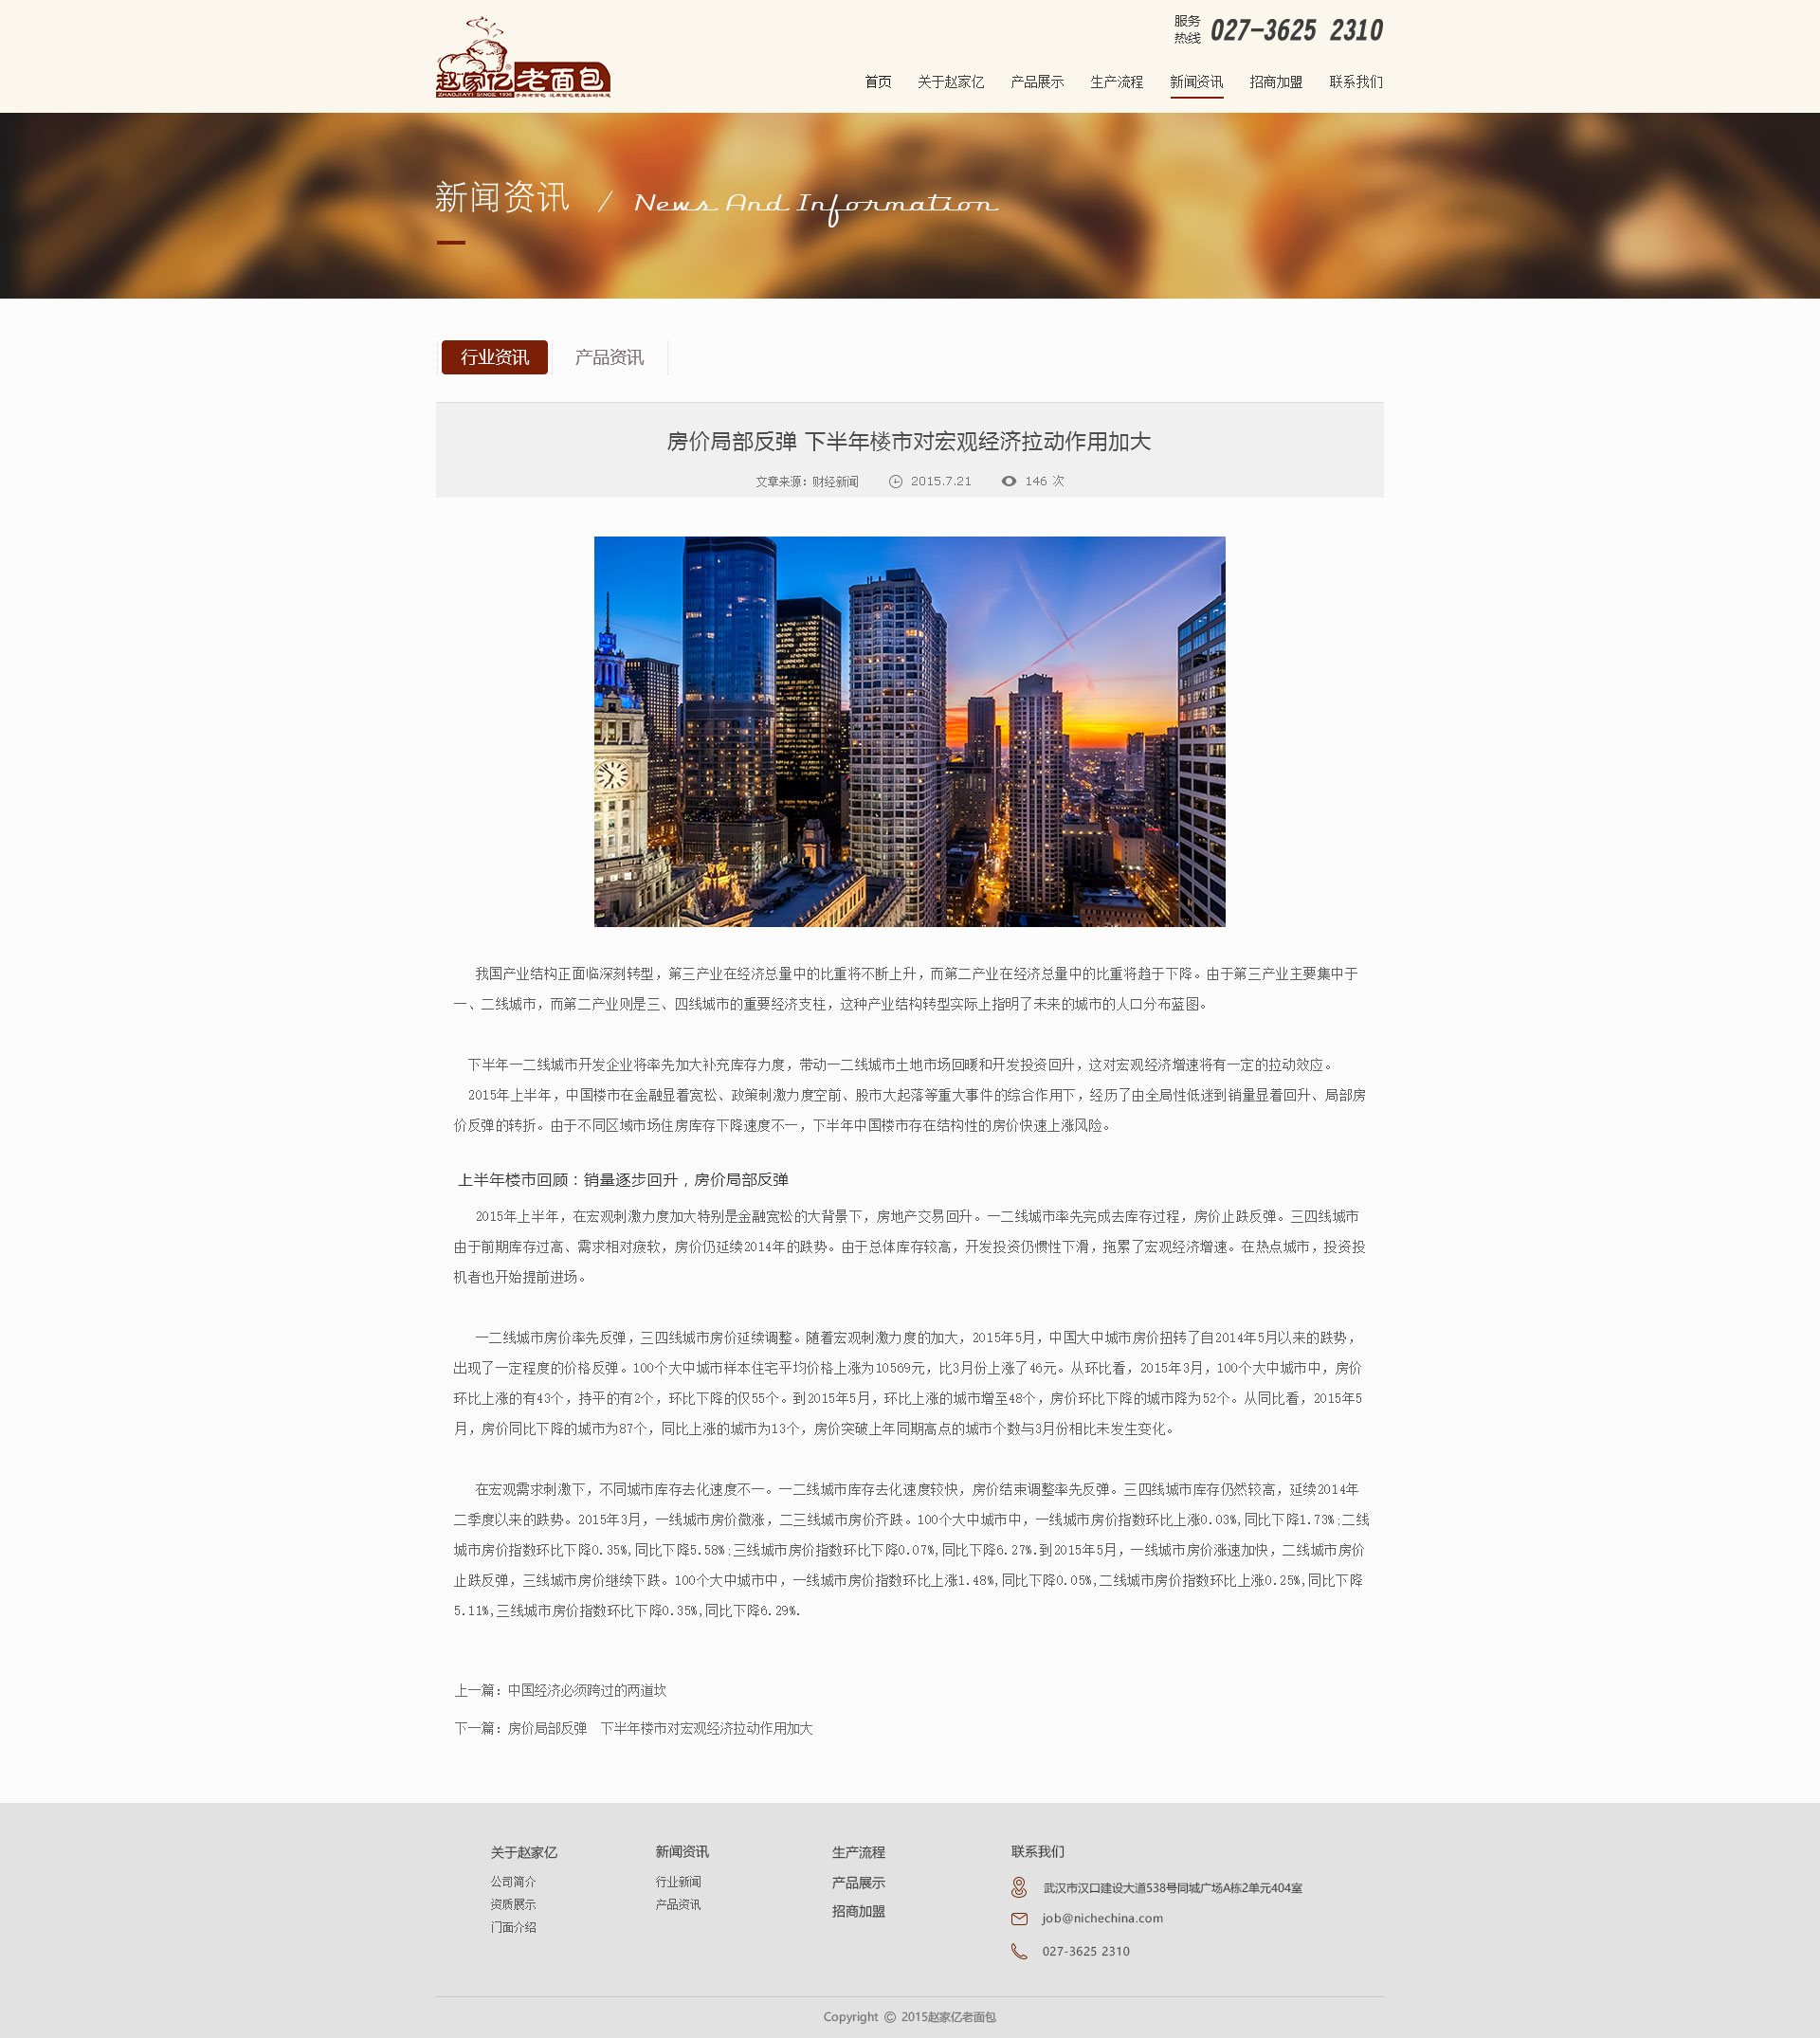 服务
热线
027-3625 2310
赵家亿老面包
ZHAOJIAYI SINCE 1936
首页 关于赵家亿 产品展示 生产流程 新闻资讯 招商加盟 联系我们
新闻资讯 / News And Information
行业资讯 产品资讯
房价局部反弹 下半年楼市对宏观经济拉动作用加大
文章来源：财经新闻 2015.7.21 146 次
我国产业结构正面临深刻转型，第三产业在经济总量中的比重将不断上升，而第二产业在经济总量中的比重将趋于下降。由于第三产业主要集中于
一、二线城市，而第二产业则是三、四线城市的重要经济支柱，这种产业结构转型实际上指明了未来的城市的人口分布蓝图。
下半年一二线城市开发企业将率先加大补充库存力度，带动一二线城市土地市场回暖和开发投资回升，这对宏观经济增速将有一定的拉动效应。
2015年上半年，中国楼市在金融显着宽松、政策刺激力度空前、股市大起落等重大事件的综合作用下，经历了由全局性低迷到销量显着回升、局部房
价反弹的转折。由于不同区域市场住房库存下降速度不一，下半年中国楼市存在结构性的房价快速上涨风险。
上半年楼市回顾：销量逐步回升，房价局部反弹
2015年上半年，在宏观刺激力度加大特别是金融宽松的大背景下，房地产交易回升。一二线城市率先完成去库存过程，房价止跌反弹。三四线城市
由于前期库存过高、需求相对疲软，房价仍延续2014年的跌势。由于总体库存较高，开发投资仍惯性下滑，拖累了宏观经济增速。在热点城市，投资投
机者也开始提前进场。
一二线城市房价率先反弹，三四线城市房价延续调整。随着宏观刺激力度的加大，2015年5月，中国大中城市房价扭转了自2014年5月以来的跌势，
出现了一定程度的价格反弹。100个大中城市样本住宅平均价格上涨为10569元，比3月份上涨了46元。从环比看，2015年3月，100个大中城市中，房价
环比上涨的有43个，持平的有2个，环比下降的仅55个。到2015年5月，环比上涨的城市增至48个，房价环比下降的城市降为52个。从同比看，2015年5
月，房价同比下降的城市为87个，同比上涨的城市为13个，房价突破上年同期高点的城市个数与3月份相比未发生变化。
在宏观需求刺激下，不同城市库存去化速度不一。一二线城市库存去化速度较快，房价结束调整率先反弹。三四线城市库存仍然较高，延续2014年
二季度以来的跌势。2015年3月，一线城市房价微涨，二三线城市房价齐跌。100个大中城市中，一线城市房价指数环比上涨0.03%,同比下降1.73%;二线
城市房价指数环比下降0.35%,同比下降5.58%;三线城市房价指数环比下降0.07%,同比下降6.27%.到2015年5月，一线城市房价涨速加快，二线城市房价
止跌反弹，三线城市房价继续下跌。100个大中城市中，一线城市房价指数环比上涨1.48%,同比下降0.05%,二线城市房价指数环比上涨0.25%,同比下降
5.11%,三线城市房价指数环比下降0.35%,同比下降6.29%.
上一篇：中国经济必须跨过的两道坎
下一篇：房价局部反弹 下半年楼市对宏观经济拉动作用加大
关于赵家亿
公司简介
资质展示
门面介绍
新闻资讯
行业新闻
产品资讯
生产流程
产品展示
招商加盟
联系我们
武汉市汉口建设大道538号同城广场A栋2单元404室
job@nichechina.com
027-3625 2310
Copyright © 2015赵家亿老面包